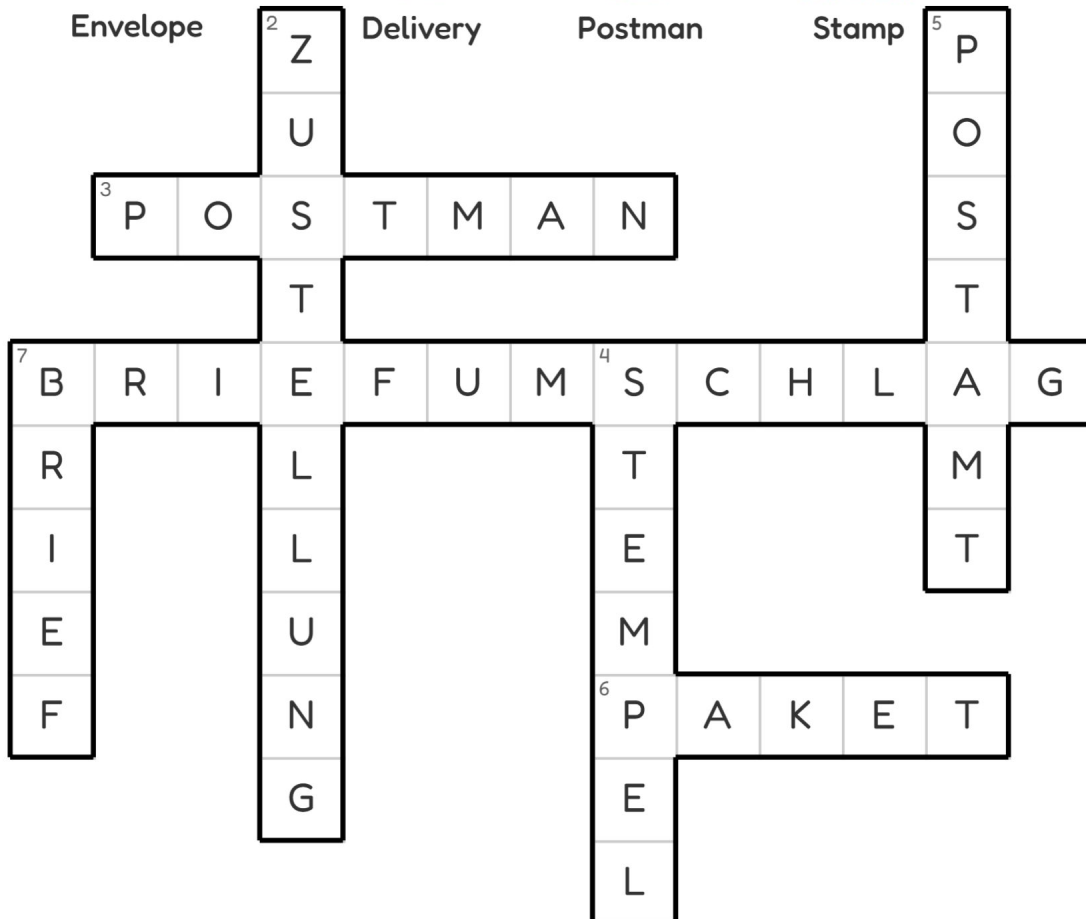 Envelope 2 Z Delivery Postman Stamp 5 P
U O
3 P O S T M A N S
T T
7 B R I E F U M 4 S C H L A G
R L T M
I L E T
E U M
F N 6 P A K E T
G E
L